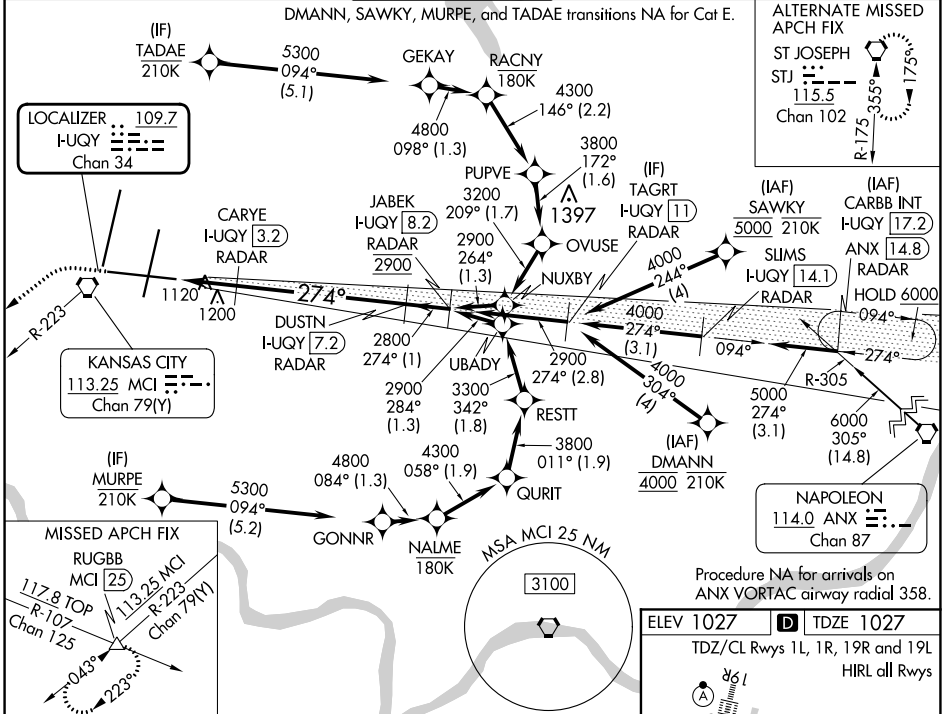 DMANN, SAWKY, MURPE, and TADAE transitions NA for Cat E.
(IF)
TADAE
210K
5300
094°
(5.1)
GEKAY
RACNY
180K
4800
098° (1.3)
4300
146° (2.2)
3800
172°
(1.6)
PUPVE
3200
209° (1.7)
1397
OVUSE
ALTERNATE MISSED
APCH FIX
ST JOSEPH
STJ
115.5
Chan 102
R-175
355°
175°
LOCALIZER 109.7
I-UQY
Chan 34
CARYE
I-UQY 3.2
RADAR
JABEK
I-UQY 8.2
RADAR
2900
2900
264°
(1.3)
NUXBY
(IF)
TAGRT
I-UQY 11
RADAR
(IAF)
SAWKY
5000 210K
4000
244°
(4)
SLIMS
I-UQY 14.1
RADAR
(IAF)
CARBB INT
I-UQY 17.2
ANX 14.8
RADAR
HOLD 6000
094°
274°
R-223
1120
1200
274°
DUSTN
I-UQY 7.2
RADAR
2800
274° (1)
UBADY
2900
274° (2.8)
4000
274°
(3.1)
094°
R-305
5000
274°
(3.1)
6000
305°
(14.8)
KANSAS CITY
113.25 MCI
Chan 79(Y)
2900
284°
(1.3)
3300
342°
(1.8)
RESTT
4000
304°
(4)
(IAF)
DMANN
4000 210K
NAPOLEON
114.0 ANX
Chan 87
(IF)
MURPE
210K
5300
094°
(5.2)
GONNR
4800
084° (1.3)
NALME
180K
4300
058° (1.9)
QURIT
3800
011° (1.9)
MISSED APCH FIX
RUGBB
MCI 25
117.8 TOP
R-107
Chan 125
113.25 MCI
R-223
Chan 79(Y)
043°
223°
MSA MCI 25 NM
3100
Procedure NA for arrivals on
ANX VORTAC airway radial 358.
ELEV 1027
D
TDZE 1027
TDZ/CL Rwys 1L, 1R, 19R and 19L
HIRL all Rwys
19R
A